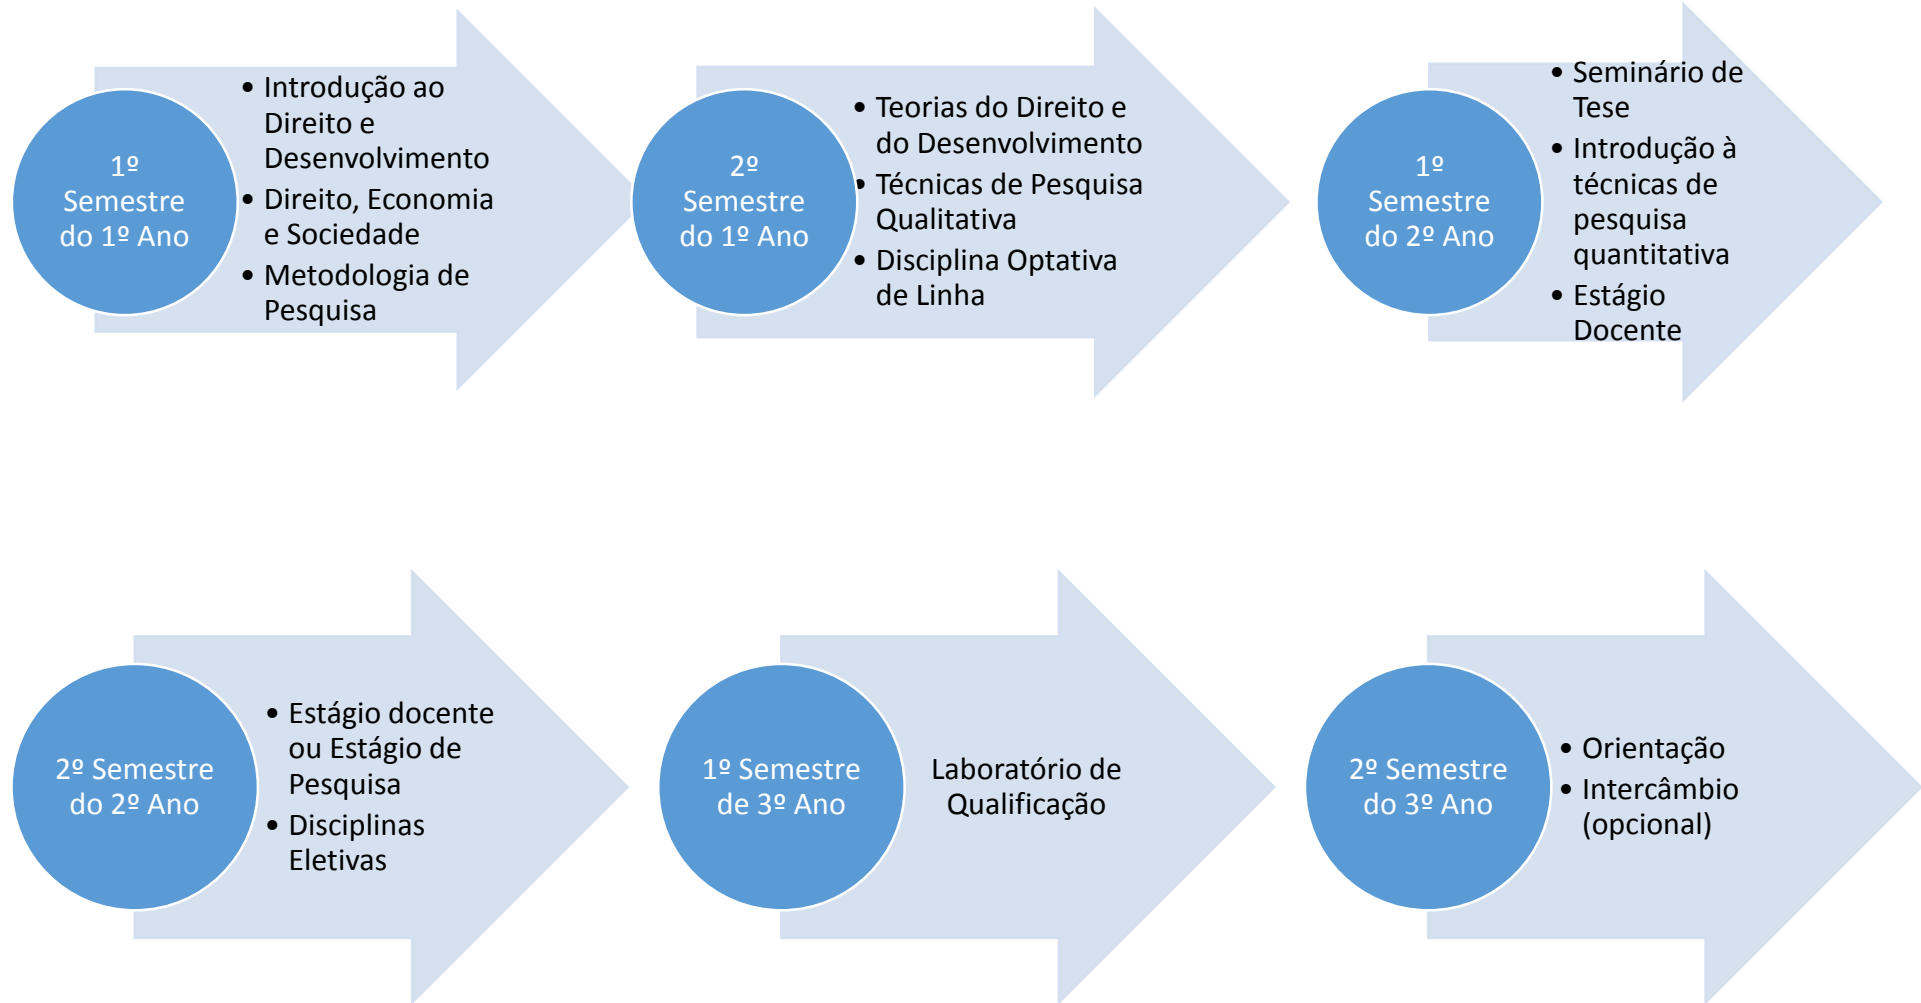 1º
Semestre
do 1º Ano
• Introdução ao
Direito e
Desenvolvimento
• Direito, Economia
e Sociedade
• Metodologia de
Pesquisa
2º
Semestre
do 1º Ano
• Teorias do Direito e
do Desenvolvimento
• Técnicas de Pesquisa
Qualitativa
• Disciplina Optativa
de Linha
1º
Semestre
do 2º Ano
• Seminário de
Tese
• Introdução à
técnicas de
pesquisa
quantitativa
• Estágio
Docente
2º Semestre
do 2º Ano
• Estágio docente
ou Estágio de
Pesquisa
• Disciplinas
Eletivas
1º Semestre
de 3º Ano
Laboratório de
Qualificação
2º Semestre
do 3º Ano
• Orientação
• Intercâmbio
(opcional)